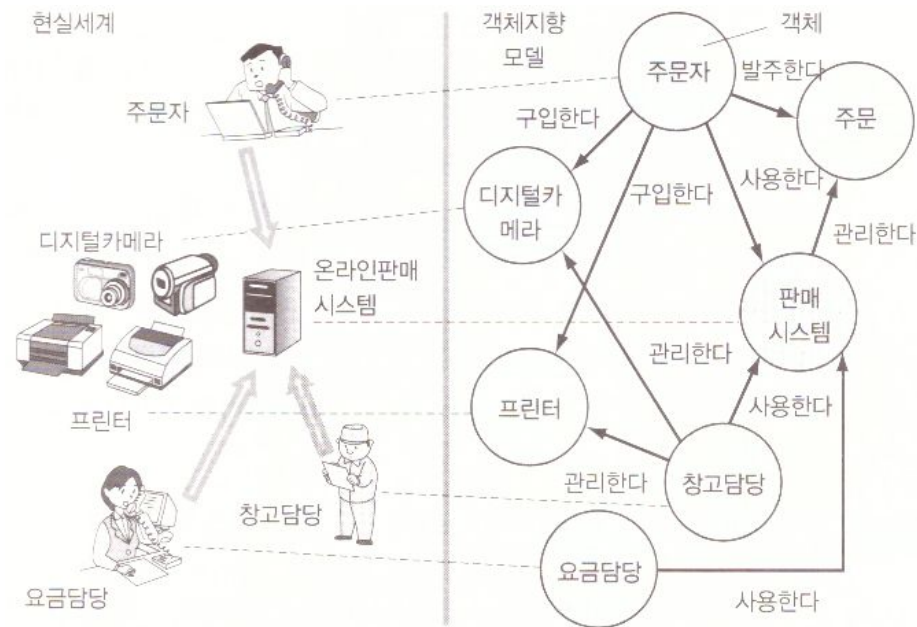 현실세계
주문자
디지털카메라
온라인판매
시스템
프린터
창고담당
요금담당
객체지향
모델
객체
주문자
발주한다
주문
구입한다
디지털카
메라
구입한다
사용한다
관리한다
판매
시스템
관리한다
프린터
사용한다
관리한다
창고담당
요금담당
사용한다